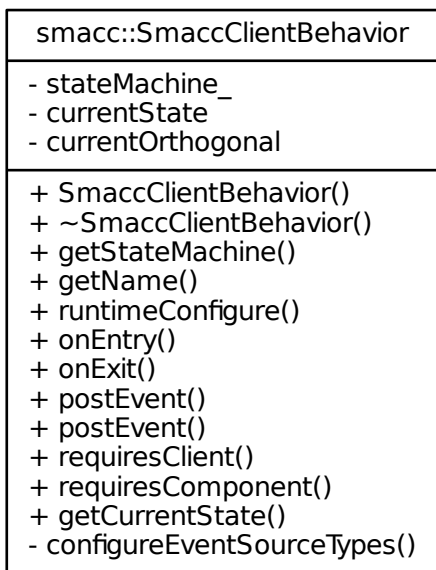 smacc::SmaccClientBehavior
- stateMachine_
- currentState
- currentOrthogonal
+ SmaccClientBehavior()
+ ~SmaccClientBehavior()
+ getStateMachine()
+ getName()
+ runtimeConfigure()
+ onEntry()
+ onExit()
+ postEvent()
+ postEvent()
+ requiresClient()
+ requiresComponent()
+ getCurrentState()
- configureEventSourceTypes()